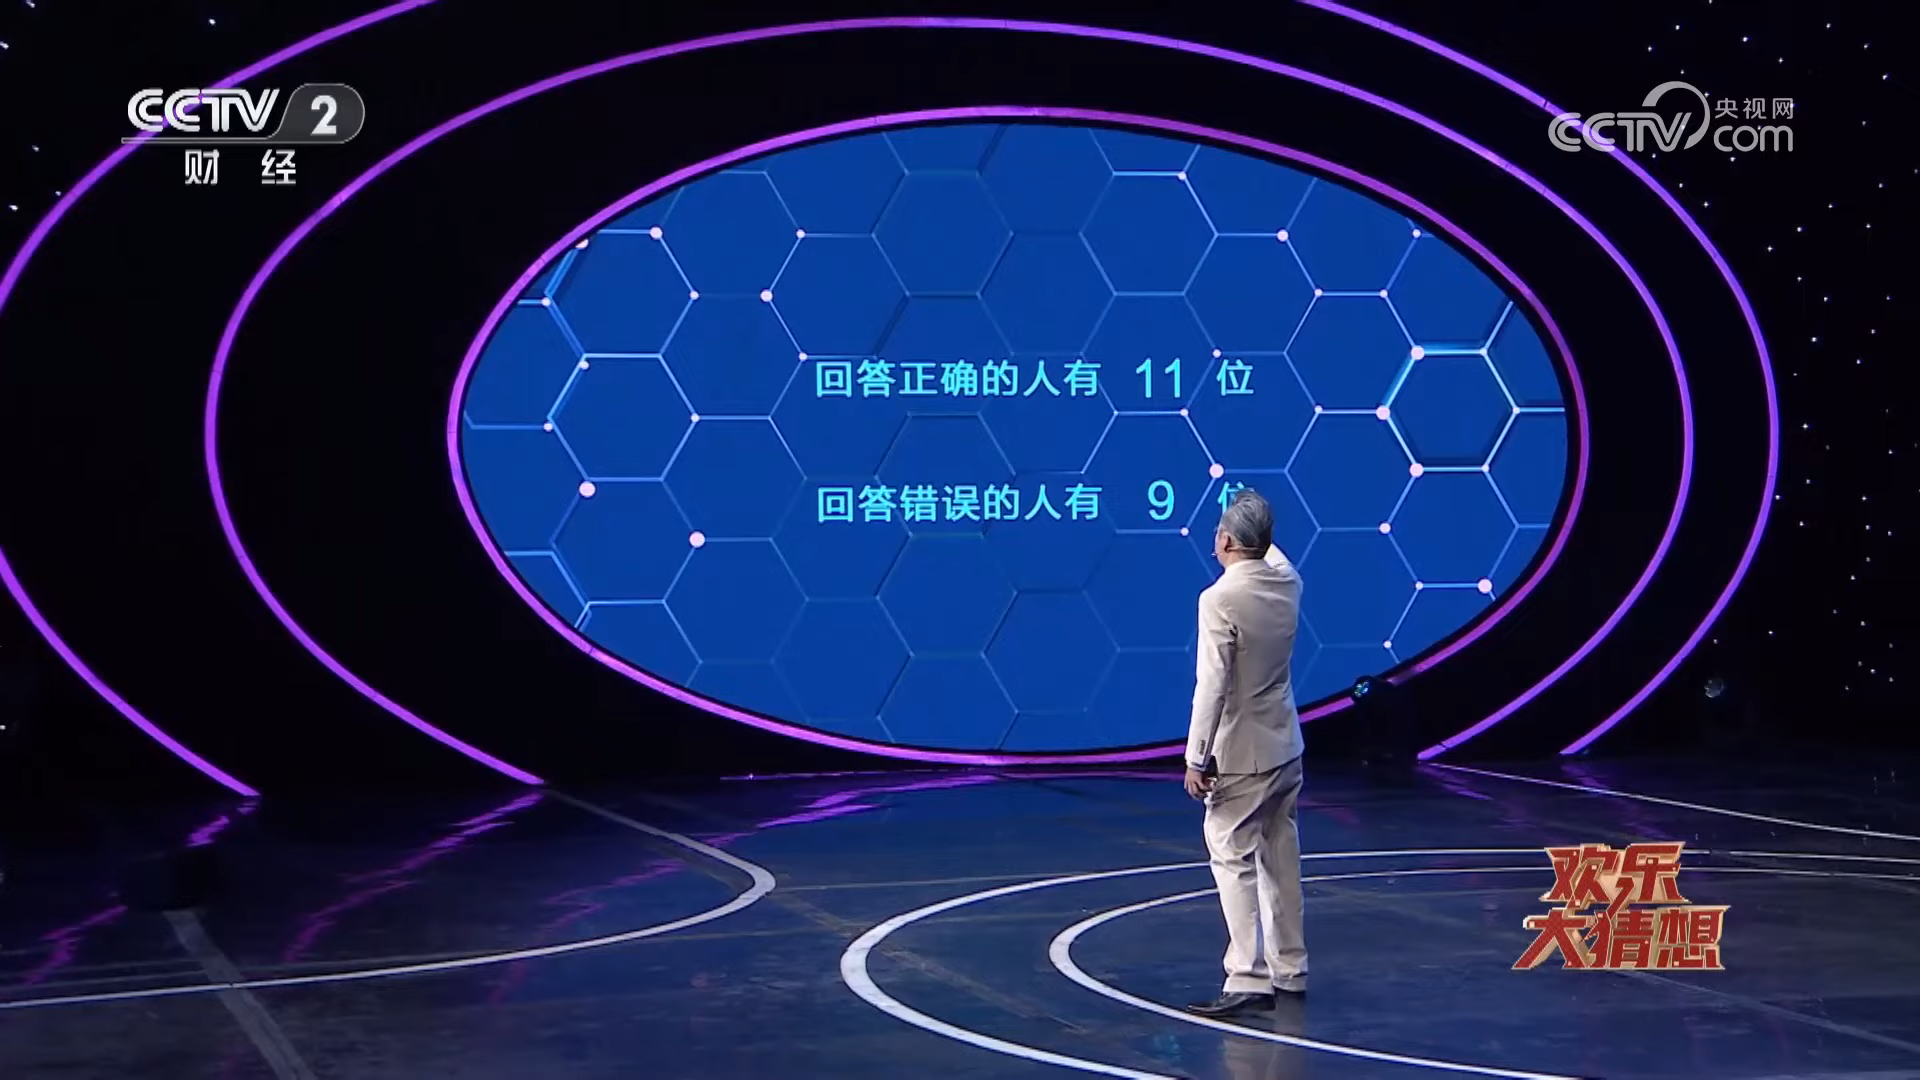 CCTV 2
财 经
央视网
CCTV.com
回答正确的人有 11 位
回答错误的人有 9 位
欢乐
大猜想